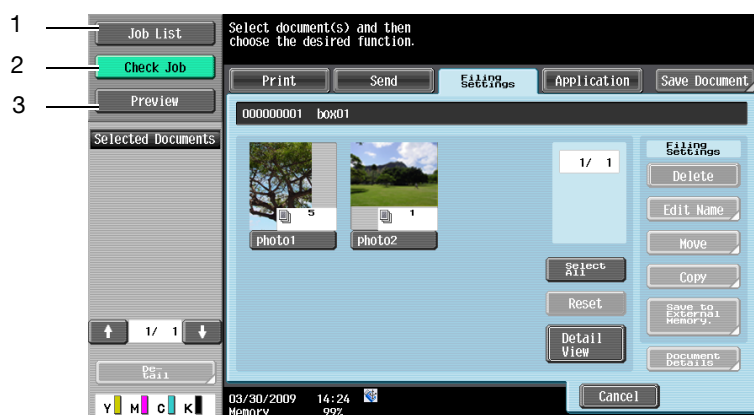 1
Job List
2
Check Job
3
Preview
Select document(s) and then
choose the desired function.
Print
Send
Filing
Settings
Application
Save Document
000000001 box01
Selected Documents
5
photo1
1
photo2
1/ 1
Select
All
Reset
Detail
View
Filing
Settings
Delete
Edit Name
Move
Copy
Save to
External
Memory.
Document
Details
1/ 1
De-
tail
Y M C K
03/30/2009 14:24
Memory 99%
Cancel